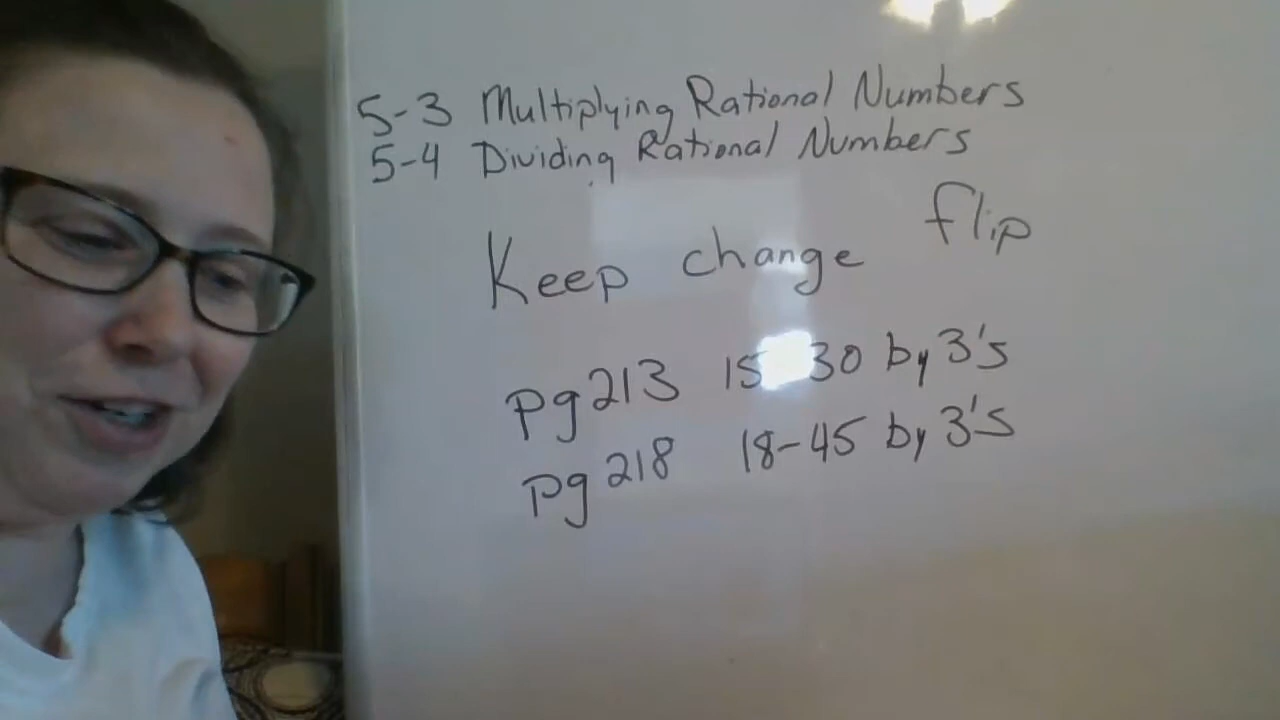 5-3 Multiplying Rational Numbers
5-4 Dividing Rational Numbers
Keep change flip
pg 213 15 30 by 3's
pg 218 18-45 by 3's